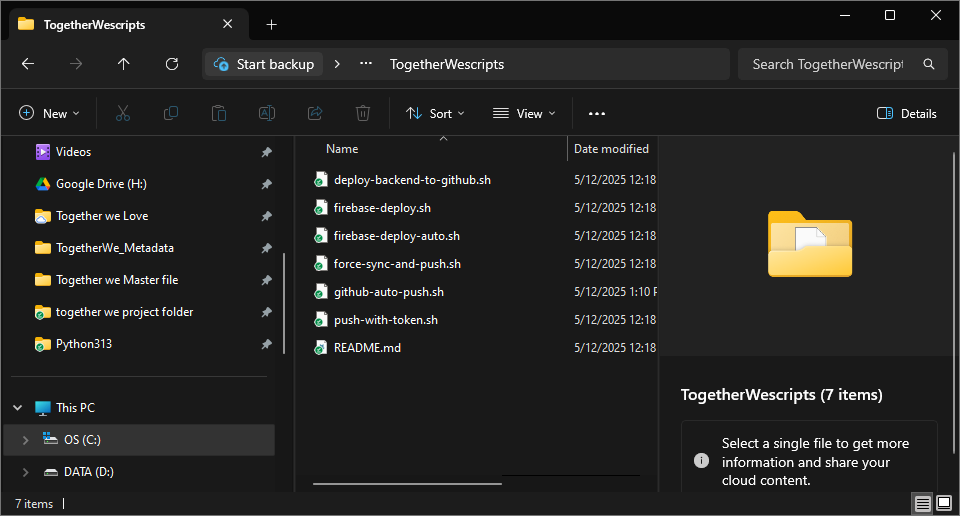 TogetherWescripts
Start backup
TogetherWescripts
Search TogetherWescript
New
Sort
View
Details
Videos
Google Drive (H:)
Together we Love
TogetherWe_Metadata
Together we Master file
together we project folder
Python313
This PC
OS (C:)
DATA (D:)
Name Date modified
deploy-backend-to-github.sh 5/12/2025 12:18
firebase-deploy.sh 5/12/2025 12:18
firebase-deploy-auto.sh 5/12/2025 12:18
force-sync-and-push.sh 5/12/2025 12:18
github-auto-push.sh 5/12/2025 1:10 P
push-with-token.sh 5/12/2025 12:18
README.md 5/12/2025 12:18
TogetherWescripts (7 items)
Select a single file to get more
information and share your
cloud content.
7 items